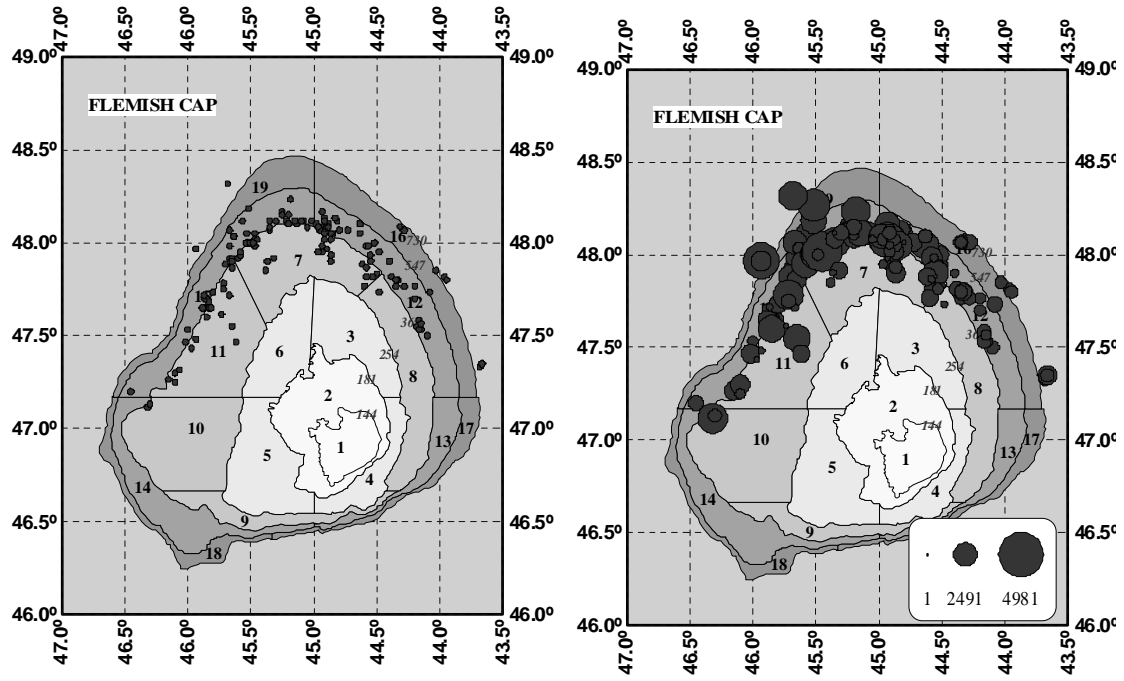 47.0º 46.5º 46.0º 45.5º 45.0º 44.5º 44.0º 43.5º
49.0º 49.0º
FLEMISH CAP
48.5º 48.5º
19
16 730
48.0º 48.0º
7 547
12
36
47.5º 47.5º
11 6 3 254
8
2 181
144
47.0º 10 47.0º
5 1 13 17
14 4
46.5º 9 46.5º
18
46.0º 46.0º
47.0º 46.5º 46.0º 45.5º 45.0º 44.5º 44.0º 43.5º
47.0º 46.5º 46.0º 45.5º 45.0º 44.5º 44.0º 43.5º
49.0º 49.0º
FLEMISH CAP
48.5º 48.5º
730
48.0º 48.0º
7 547
12
36
47.5º 47.5º
11 6 3 254
8
2 181
144
47.0º 10 47.0º
5 1 13 17
14 4
46.5º 9 46.5º
18
1 2491 4981
46.0º 46.0º
47.0º 46.5º 46.0º 45.5º 45.0º 44.5º 44.0º 43.5º